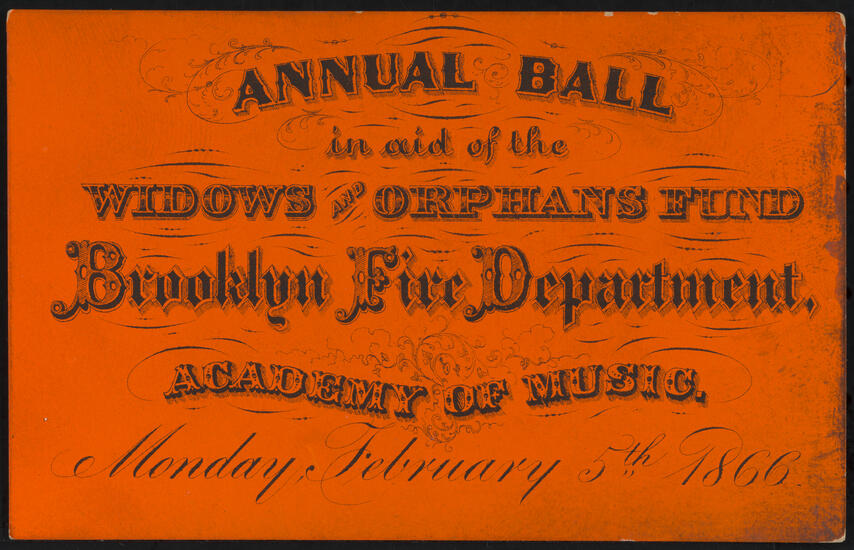 ANNUAL BALL
in aid of the
WIDOWS AND ORPHANS FUND
Brooklyn Fire Department,
ACADEMY OF MUSIC.
Monday, February 5th 1866